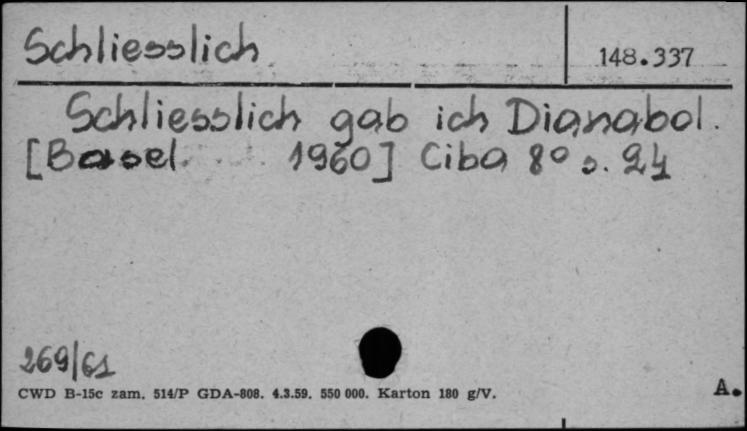 Schliesslich 148.337
Schliesslich gab ich Dianabol.
[Basel. 1960] Ciba 8° s. 24
269/61
CWD B-15c zam. 514/P GDA-808. 4.3.59. 550 000. Karton 180 g/V.
A.